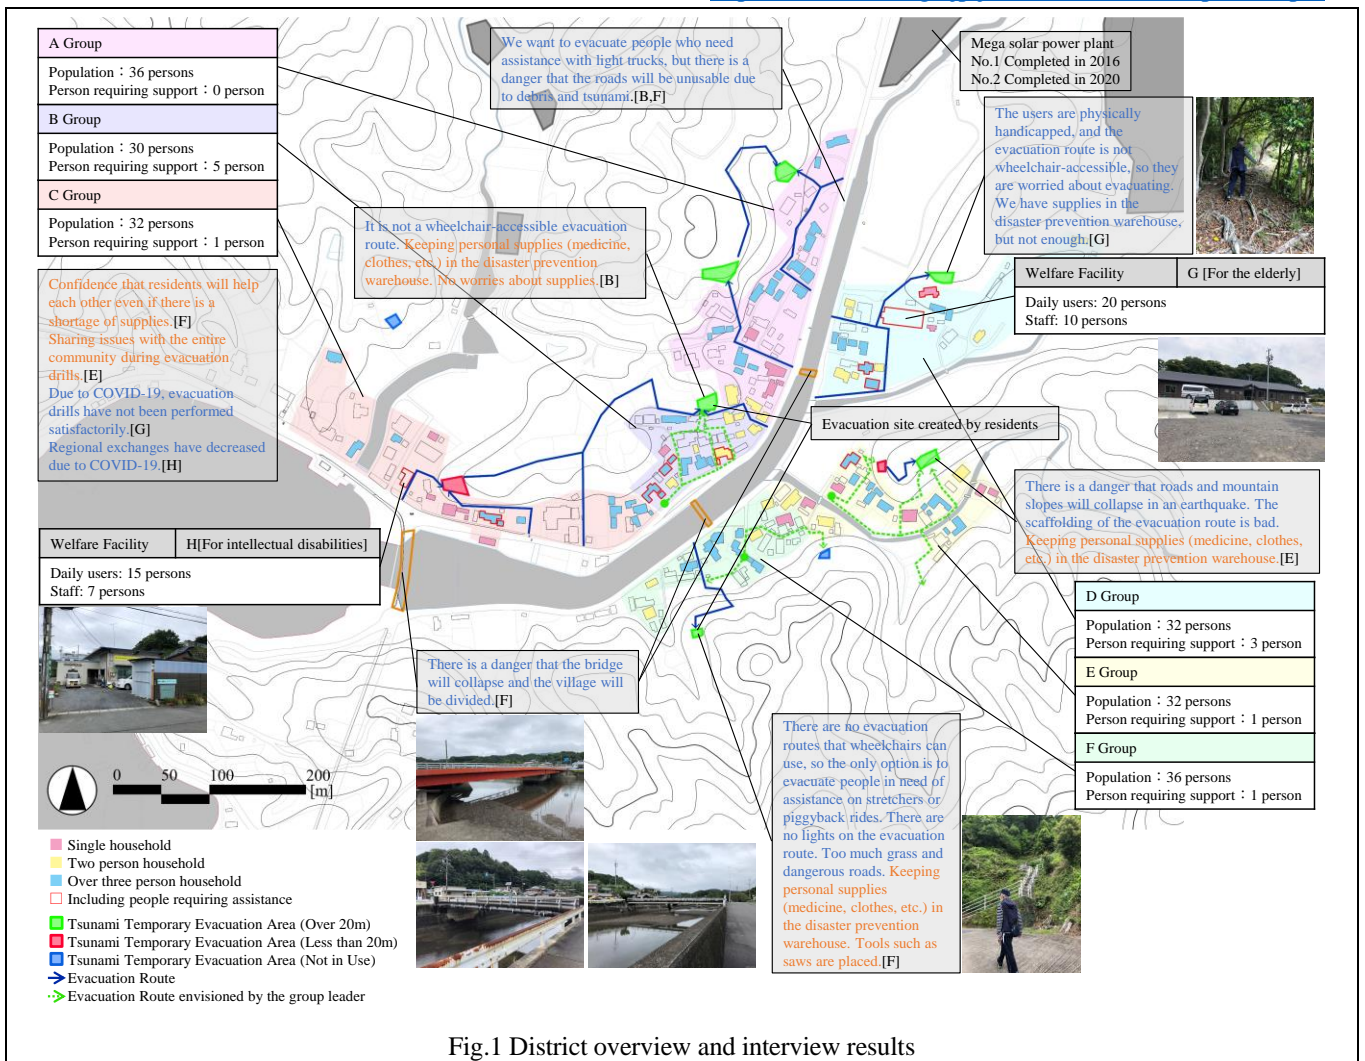 A Group
Population：36 persons
Person requiring support：0 person
B Group
Population：30 persons
Person requiring support：5 person
C Group
Population：32 persons
Person requiring support：1 person
We want to evacuate people who need
assistance with light trucks, but there is a
danger that the roads will be unusable due
to debris and tsunami.[B,F]
Mega solar power plant
No.1 Completed in 2016
No.2 Completed in 2020
The users are physically
handicapped, and the
evacuation route is not
wheelchair-accessible, so they
are worried about evacuating.
We have supplies in the
disaster prevention warehouse,
but not enough.[G]
It is not a wheelchair-accessible evacuation
route. Keeping personal supplies (medicine,
clothes, etc.) in the disaster prevention
warehouse. No worries about supplies.[B]
Confidence that residents will help
each other even if there is a
shortage of supplies.[F]
Sharing issues with the entire
community during evacuation
drills.[E]
Due to COVID-19, evacuation
drills have not been performed
satisfactorily.[G]
Regional exchanges have decreased
due to COVID-19.[H]
Welfare Facility G [For the elderly]
Daily users: 20 persons
Staff: 10 persons
Evacuation site created by residents
There is a danger that roads and mountain
slopes will collapse in an earthquake. The
scaffolding of the evacuation route is bad.
Keeping personal supplies (medicine, clothes,
etc.) in the disaster prevention warehouse.[E]
Welfare Facility H[For intellectual disabilities]
Daily users: 15 persons
Staff: 7 persons
D Group
Population：32 persons
Person requiring support：3 person
E Group
Population：32 persons
Person requiring support：1 person
F Group
Population：36 persons
Person requiring support：1 person
There is a danger that the bridge
will collapse and the village will
be divided.[F]
There are no evacuation
routes that wheelchairs can
use, so the only option is to
evacuate people in need of
assistance on stretchers or
piggyback rides. There are
no lights on the evacuation
route. Too much grass and
dangerous roads. Keeping
personal supplies
(medicine, clothes, etc.) in
the disaster prevention
warehouse. Tools such as
saws are placed.[F]
0 50 100 200
[m]
Single household
Two person household
Over three person household
Including people requiring assistance
Tsunami Temporary Evacuation Area (Over 20m)
Tsunami Temporary Evacuation Area (Less than 20m)
Tsunami Temporary Evacuation Area (Not in Use)
Evacuation Route
Evacuation Route envisioned by the group leader
Fig.1 District overview and interview results